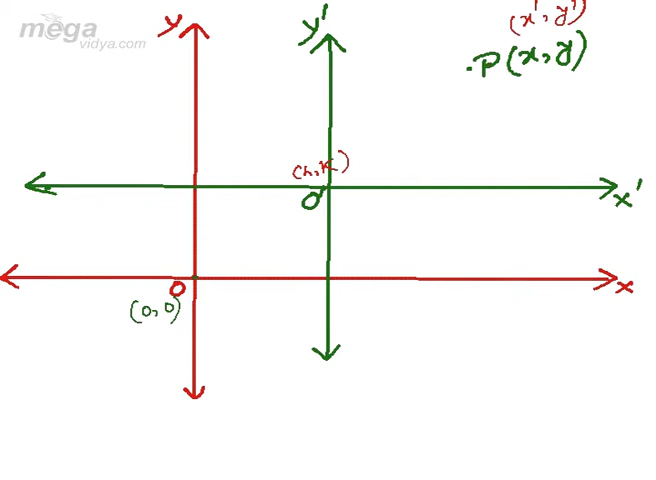 mega
vidya.com
y
y'
(x', y')
.P(x, y)
(h, k)
O'
x'
O
x
(0, 0)